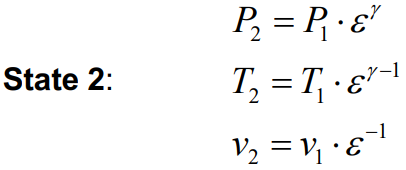 P₂ = P₁ · ε^γ
State 2: T₂ = T₁ · ε^(γ−1)
v₂ = v₁ · ε^(−1)